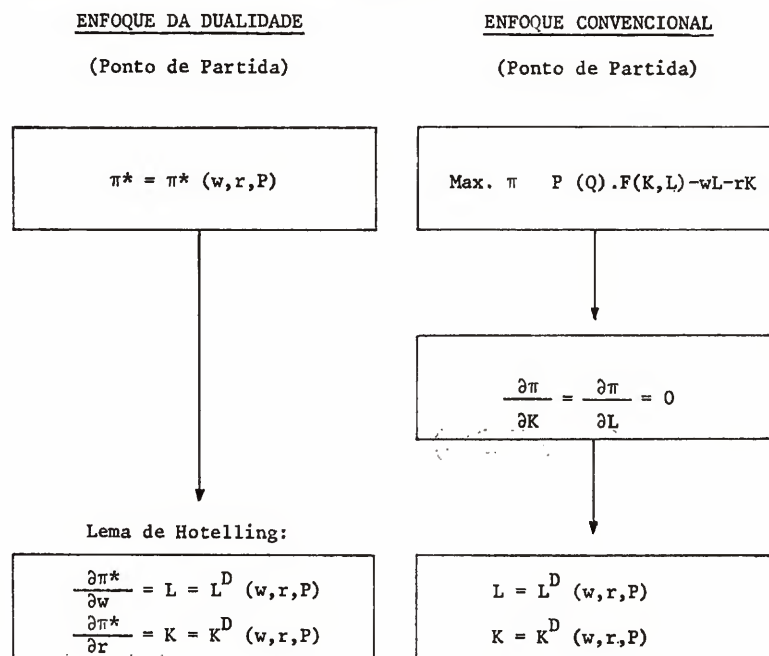 ENFOQUE DA DUALIDADE
(Ponto de Partida)
π* = π* (w,r,P)
Lema de Hotelling:
∂π*/∂w = L = L^D (w,r,P)
∂π*/∂r = K = K^D (w,r,P)
ENFOQUE CONVENCIONAL
(Ponto de Partida)
Max. π P (Q).F(K,L)-wL-rK
∂π/∂K = ∂π/∂L = 0
L = L^D (w,r,P)
K = K^D (w,r,P)